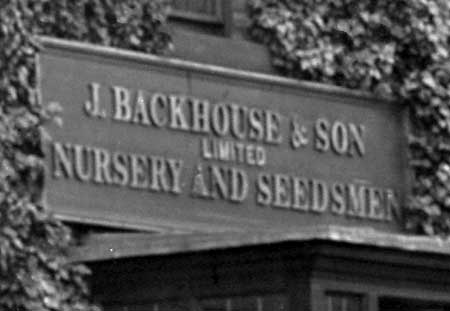 J. BACKHOUSE & SON
LIMITED
NURSERY AND SEEDSMEN